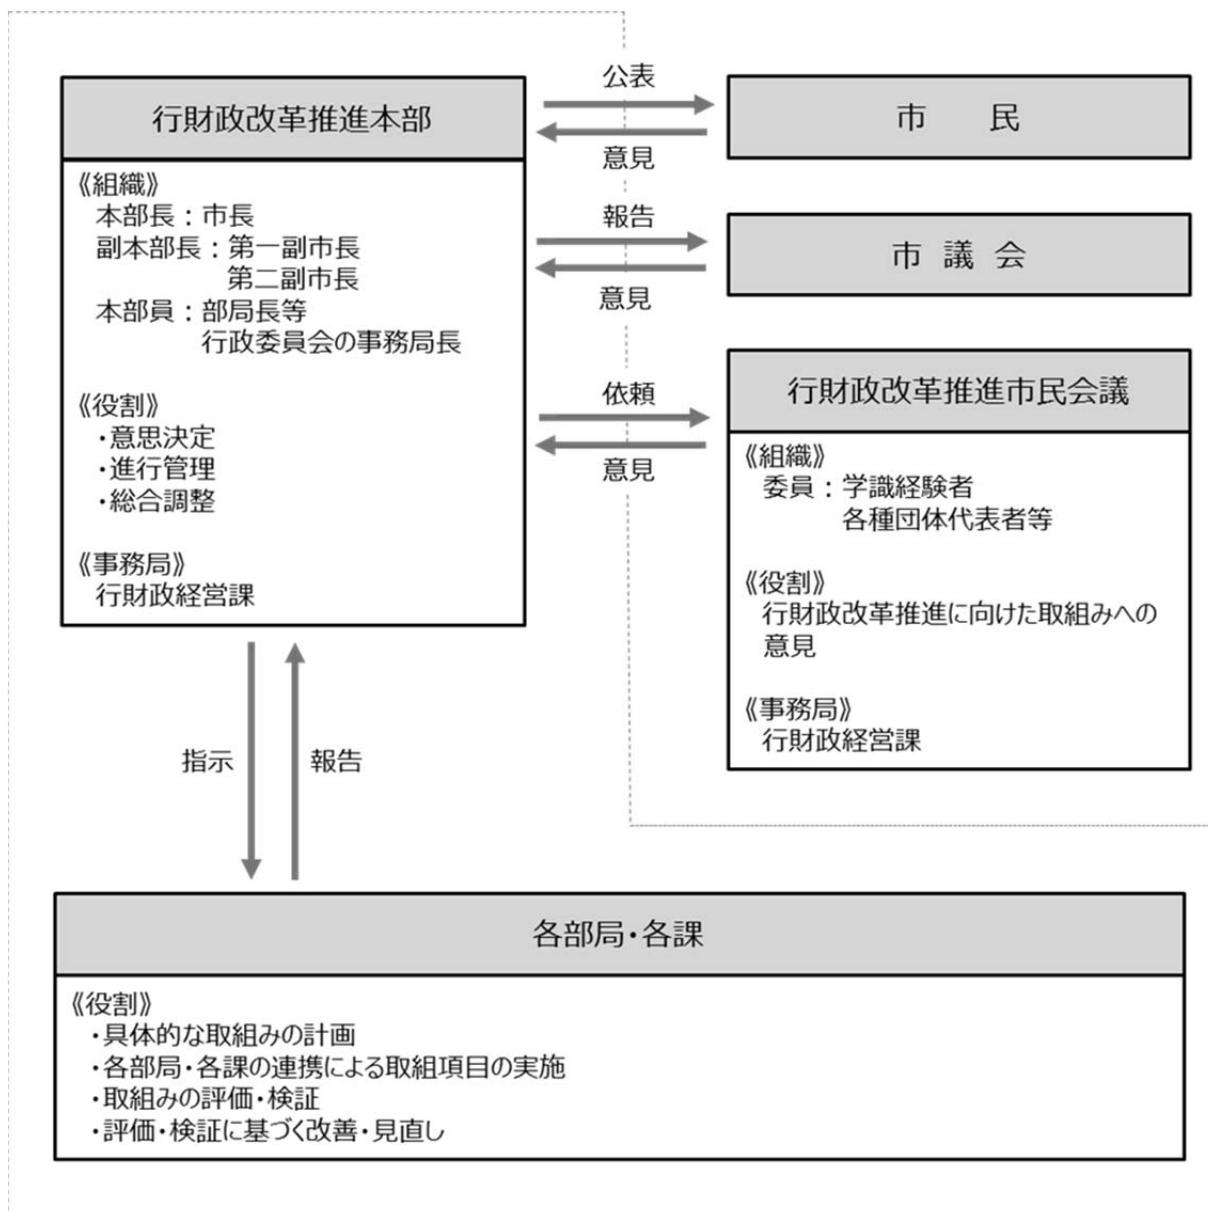 行財政改革推進本部
《組織》
本部長：市長
副本部長：第一副市長
第二副市長
本部員：部局長等
行政委員会の事務局長
《役割》
・意思決定
・進行管理
・総合調整
《事務局》
行財政経営課
公表
意見
市　民
報告
意見
市 議 会
依頼
意見
行財政改革推進市民会議
《組織》
委員：学識経験者
各種団体代表者等
《役割》
行財政改革推進に向けた取組みへの
意見
《事務局》
行財政経営課
指示
報告
各部局・各課
《役割》
・具体的な取組みの計画
・各部局・各課の連携による取組項目の実施
・取組みの評価・検証
・評価・検証に基づく改善・見直し